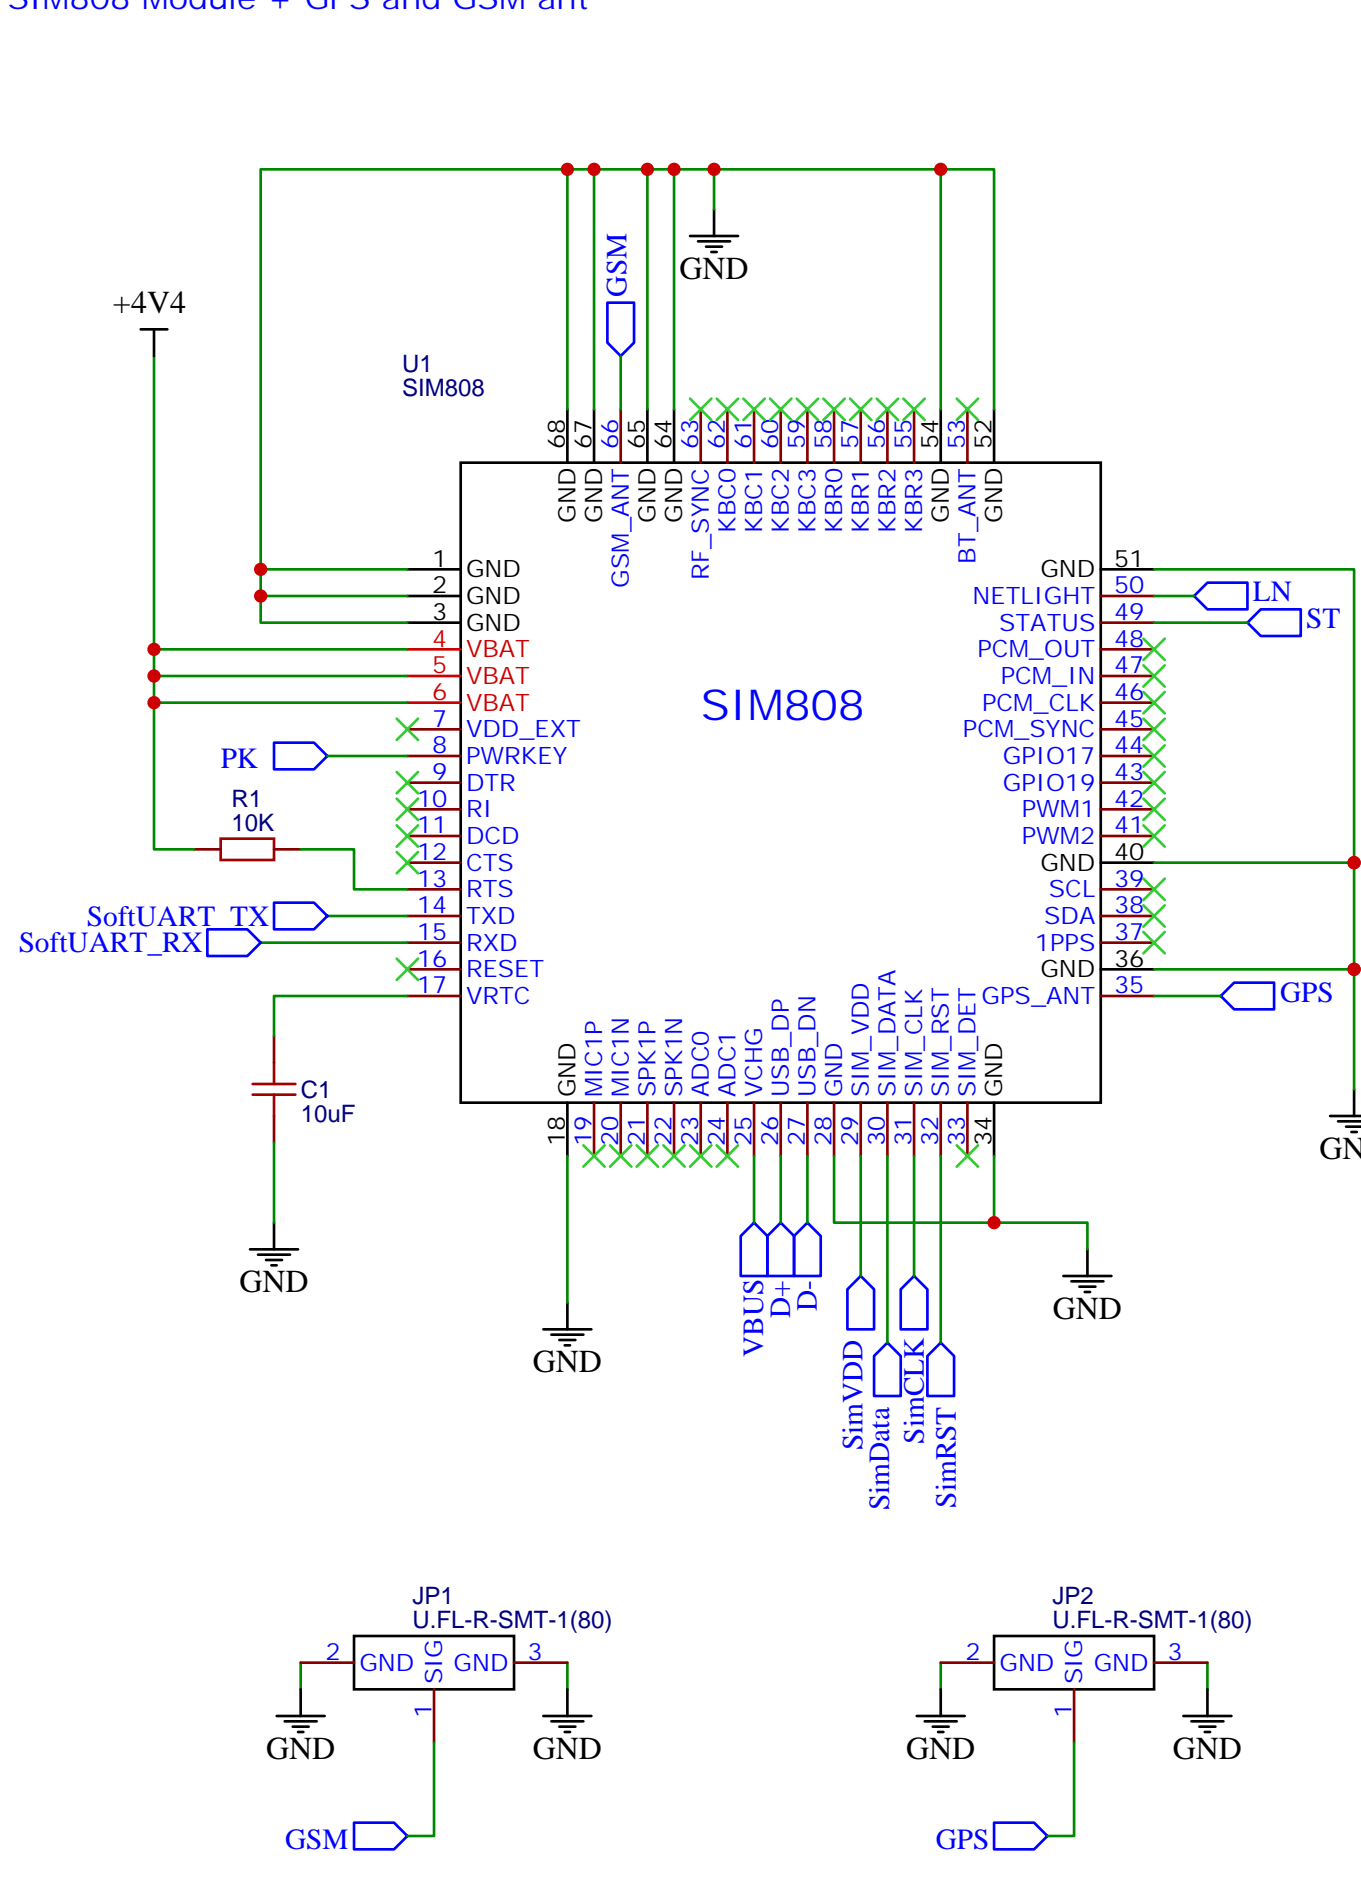 SIM808 Module + GPS and GSM ant
GND
GSM
+4V4
U1
SIM808
68 67 66 65 64 63 62 61 60 59 58 57 56 55 54 53 52
GND GND GSM_ANT GND GND RF_SYNC KBC0 KBC1 KBC2 KBC3 KBR0 KBR1 KBR2 KBR3 GND BT_ANT GND
1 GND
2 GND
3 GND
4 VBAT
5 VBAT
6 VBAT
7 VDD_EXT
PK 8 PWRKEY
9 DTR
R1
10K
10 RI
11 DCD
12 CTS
13 RTS
SoftUART_TX 14 TXD
SoftUART_RX 15 RXD
16 RESET
17 VRTC
SIM808
GND 51
NETLIGHT 50 LN
STATUS 49 ST
PCM_OUT 48
PCM_IN 47
PCM_CLK 46
PCM_SYNC 45
GPIO17 44
GPIO19 43
PWM1 42
PWM2 41
GND 40
SCL 39
SDA 38
1PPS 37
GND 36
GPS_ANT 35 GPS
GND MIC1P MIC1N SPK1P SPK1N ADC0 ADC1 VCHG USB_DP USB_DN GND SIM_VDD SIM_DATA SIM_CLK SIM_RST SIM_DET GND
18 19 20 21 22 23 24 25 26 27 28 29 30 31 32 33 34
C1
10uF
GND
GND
VBUS D+ D-
SimVDD SimData SimCLK SimRST
GND
JP1
U.FL-R-SMT-1(80)
2 GND SIG GND 3
1
GND GND
GSM
JP2
U.FL-R-SMT-1(80)
2 GND SIG GND 3
1
GND GND
GPS